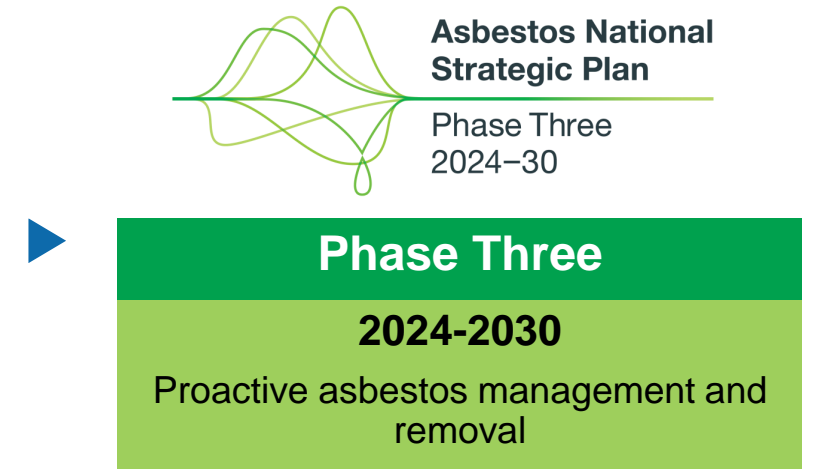 Asbestos National
Strategic Plan
Phase Three
2024–30
Phase Three
2024-2030
Proactive asbestos management and
removal